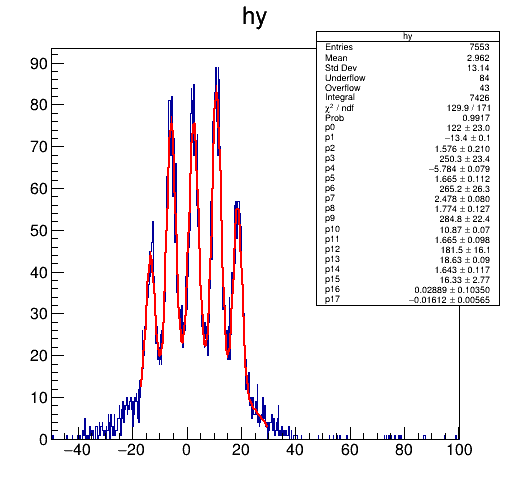 hy
hy
Entries 7553
Mean 2.962
Std Dev 13.14
Underflow 84
Overflow 43
Integral 7426
χ² / ndf 129.9 / 171
Prob 0.9917
p0 122 ± 23.0
p1 −13.4 ± 0.1
p2 1.576 ± 0.210
p3 250.3 ± 23.4
p4 −5.784 ± 0.079
p5 1.665 ± 0.112
p6 265.2 ± 26.3
p7 2.478 ± 0.080
p8 1.774 ± 0.127
p9 284.8 ± 22.4
p10 10.87 ± 0.07
p11 1.665 ± 0.098
p12 181.5 ± 16.1
p13 18.63 ± 0.09
p14 1.643 ± 0.117
p15 16.33 ± 2.77
p16 0.02889 ± 0.10350
p17 −0.01612 ± 0.00565
90
80
70
60
50
40
30
20
10
0
−40 −20 0 20 40 60 80 100